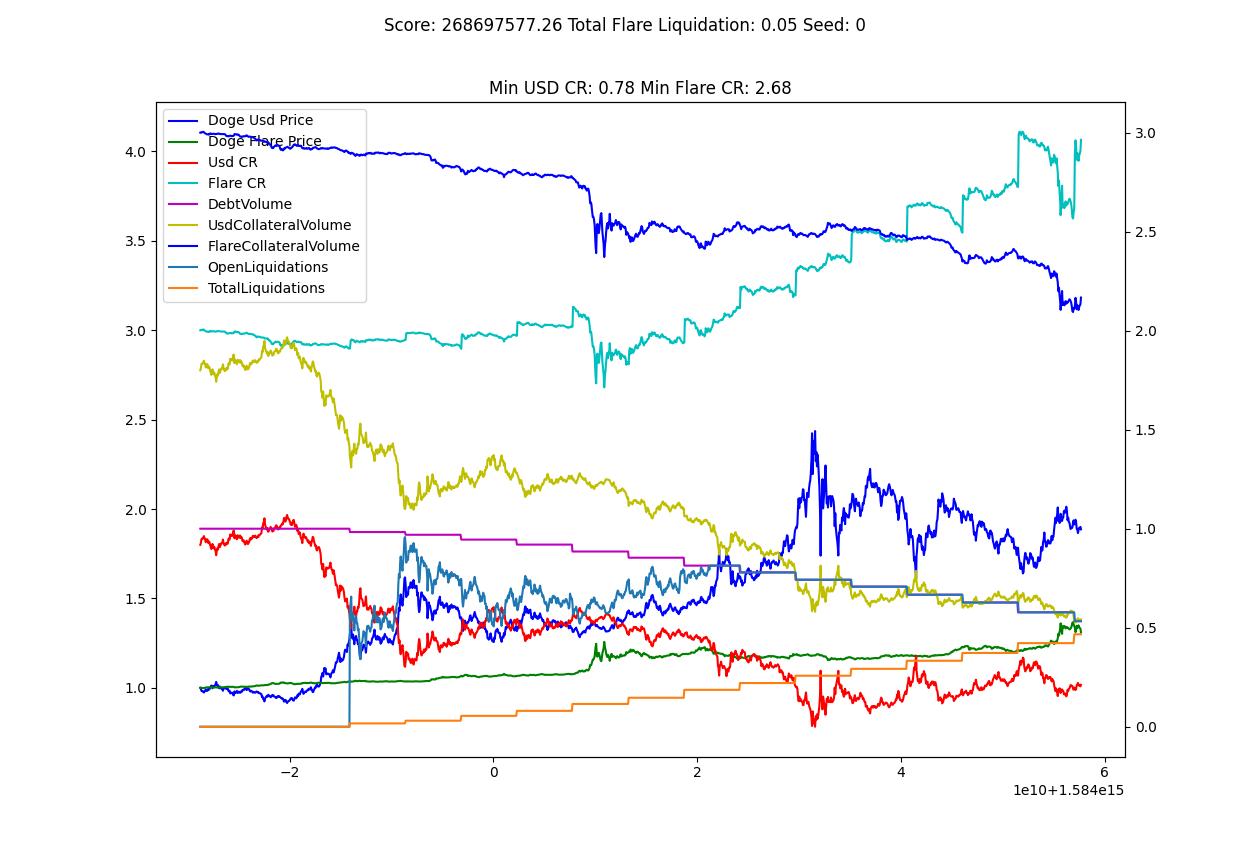 Score: 268697577.26 Total Flare Liquidation: 0.05 Seed: 0
Min USD CR: 0.78 Min Flare CR: 2.68
Doge Usd Price
Doge Flare Price
Usd CR
Flare CR
DebtVolume
UsdCollateralVolume
FlareCollateralVolume
OpenLiquidations
TotalLiquidations
4.0
3.5
3.0
2.5
2.0
1.5
1.0
3.0
2.5
2.0
1.5
1.0
0.5
0.0
−2 0 2 4 6
1e10+1.584e15